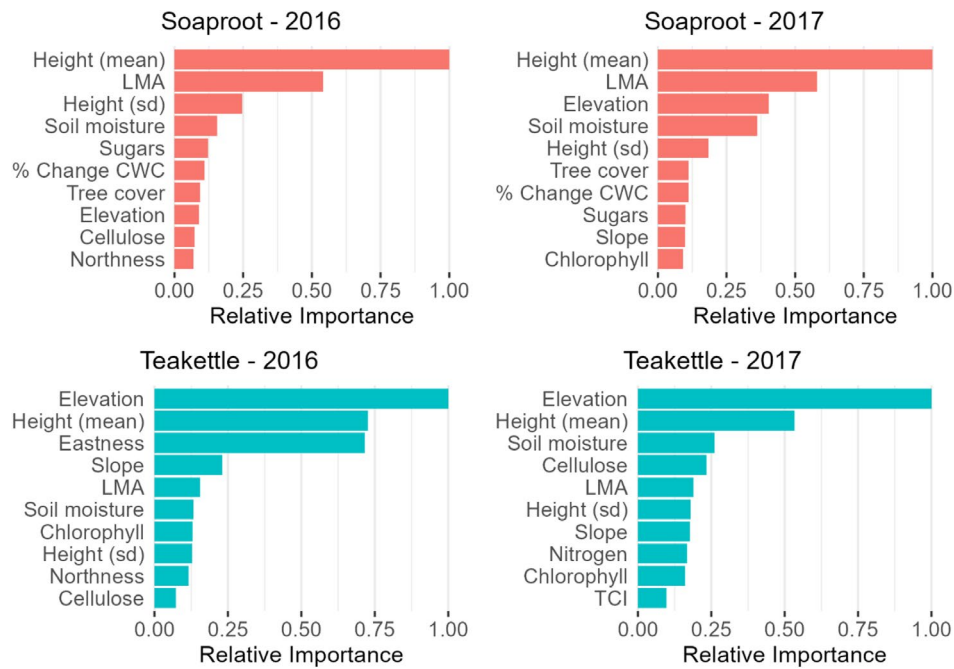 Soaproot - 2016
Height (mean)
LMA
Height (sd)
Soil moisture
Sugars
% Change CWC
Tree cover
Elevation
Cellulose
Northness
0.00 0.25 0.50 0.75 1.00
Relative Importance
Soaproot - 2017
Height (mean)
LMA
Elevation
Soil moisture
Height (sd)
Tree cover
% Change CWC
Sugars
Slope
Chlorophyll
0.00 0.25 0.50 0.75 1.00
Relative Importance
Teakettle - 2016
Elevation
Height (mean)
Eastness
Slope
LMA
Soil moisture
Chlorophyll
Height (sd)
Northness
Cellulose
0.00 0.25 0.50 0.75 1.00
Relative Importance
Teakettle - 2017
Elevation
Height (mean)
Soil moisture
Cellulose
LMA
Height (sd)
Slope
Nitrogen
Chlorophyll
TCI
0.00 0.25 0.50 0.75 1.00
Relative Importance